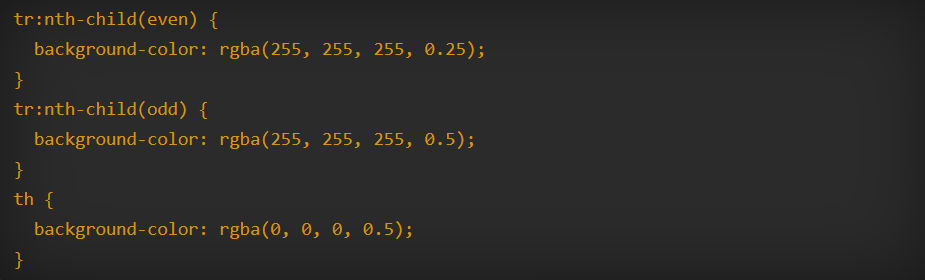 tr:nth-child(even) {
  background-color: rgba(255, 255, 255, 0.25);
}
tr:nth-child(odd) {
  background-color: rgba(255, 255, 255, 0.5);
}
th {
  background-color: rgba(0, 0, 0, 0.5);
}